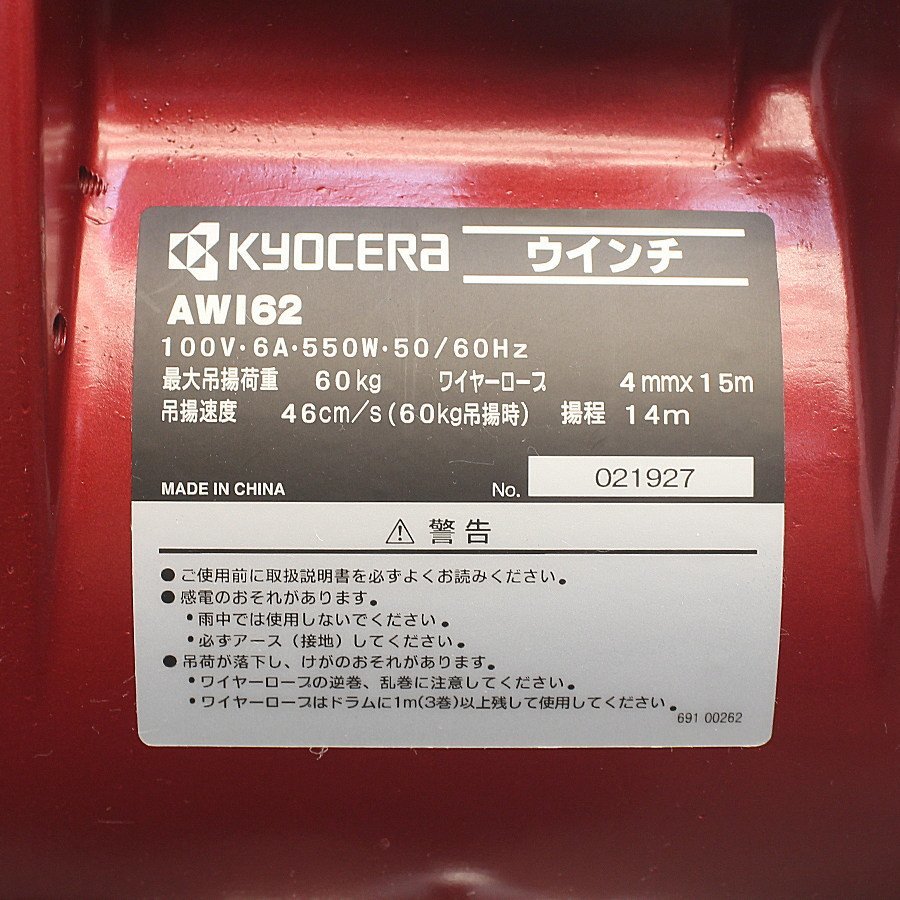 KYOCERA ウインチ
AWI62
100V・6A・550W・50/60Hz
最大吊揚荷重 60kg ワイヤーロープ 4mmx15m
吊揚速度 46cm/s(60kg吊揚時) 揚程 14m
MADE IN CHINA No. 021927
⚠ 警告
●ご使用前に取扱説明書を必ずよくお読みください。
●感電のおそれがあります。
・雨中では使用しないでください。
・必ずアース（接地）してください。
●吊荷が落下し、けがのおそれがあります。
・ワイヤーロープの逆巻、乱巻に注意してください。
・ワイヤーロープはドラムに1m(3巻)以上残して使用してください。
691 00262